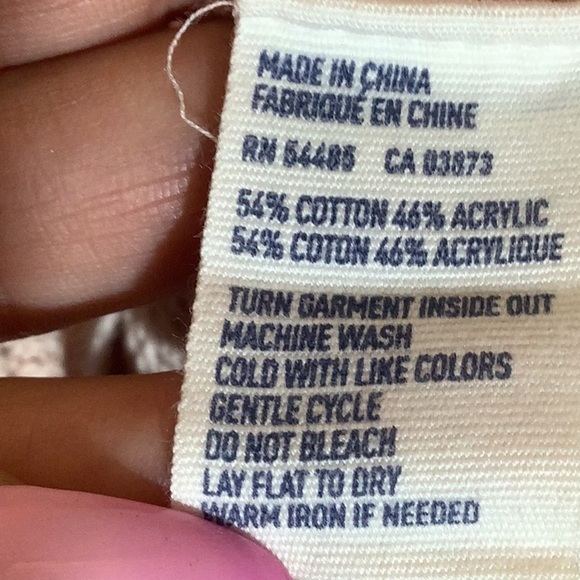 MADE IN CHINA
FABRIQUÉ EN CHINE
RN 54485 CA 03873
54% COTTON 46% ACRYLIC
54% COTON 46% ACRYLIQUE
TURN GARMENT INSIDE OUT
MACHINE WASH
COLD WITH LIKE COLORS
GENTLE CYCLE
DO NOT BLEACH
LAY FLAT TO DRY
WARM IRON IF NEEDED